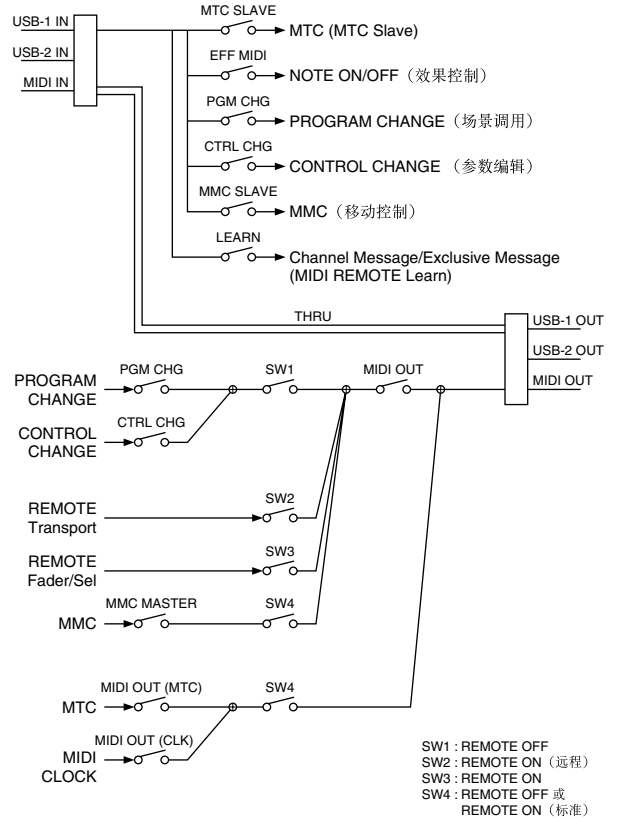 MTC SLAVE
USB-1 IN
MTC (MTC Slave)
EFF MIDI
USB-2 IN
NOTE ON/OFF（效果控制）
MIDI IN
PGM CHG
PROGRAM CHANGE（场景调用）
CTRL CHG
CONTROL CHANGE （参数编辑）
MMC SLAVE
MMC（移动控制）
LEARN
Channel Message/Exclusive Message
(MIDI REMOTE Learn)
THRU
USB-1 OUT
USB-2 OUT
MIDI OUT
PGM CHG
SW1
MIDI OUT
PROGRAM
CHANGE
CTRL CHG
CONTROL
CHANGE
SW2
REMOTE
Transport
SW3
REMOTE
Fader/Sel
MMC MASTER
SW4
MMC
MIDI OUT (MTC)
SW4
MTC
MIDI OUT (CLK)
MIDI
CLOCK
SW1 : REMOTE OFF
SW2 : REMOTE ON（远程）
SW3 : REMOTE ON
SW4 : REMOTE OFF 或
REMOTE ON（标准）